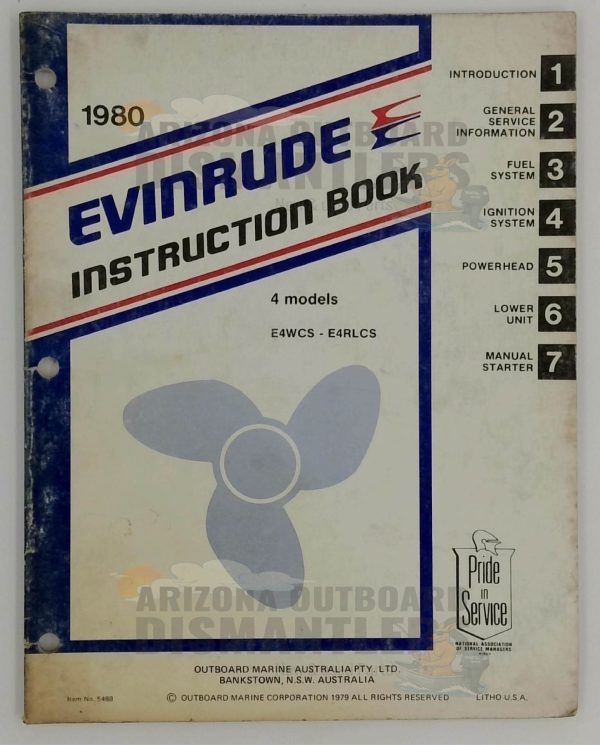 1980
EVINRUDE
INSTRUCTION BOOK
4 models
E4WCS - E4RLCS
INTRODUCTION 1
GENERAL
SERVICE
INFORMATION 2
FUEL
SYSTEM 3
IGNITION
SYSTEM 4
POWERHEAD 5
LOWER
UNIT 6
MANUAL
STARTER 7
ARIZONA OUTBOARD
DISMANTLERS
ARIZONA OUTBOARD
DISMANTLERS
Pride
in
Service
NATIONAL ASSOCIATION
OF SERVICE MANAGERS
OUTBOARD MARINE AUSTRALIA PTY. LTD.
BANKSTOWN, N.S.W. AUSTRALIA
Item No. 5488
© OUTBOARD MARINE CORPORATION 1979 ALL RIGHTS RESERVED
LITHO U.S.A.